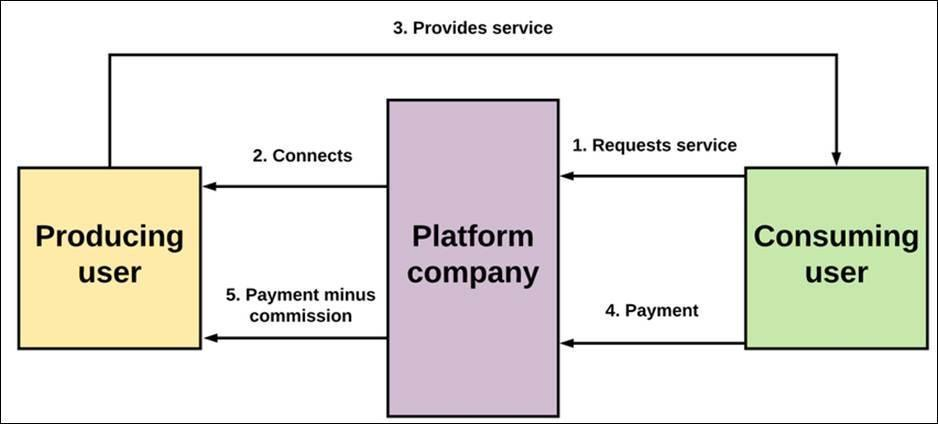 3. Provides service
2. Connects
1. Requests service
Producing
user
Platform
company
Consuming
user
5. Payment minus
commission
4. Payment